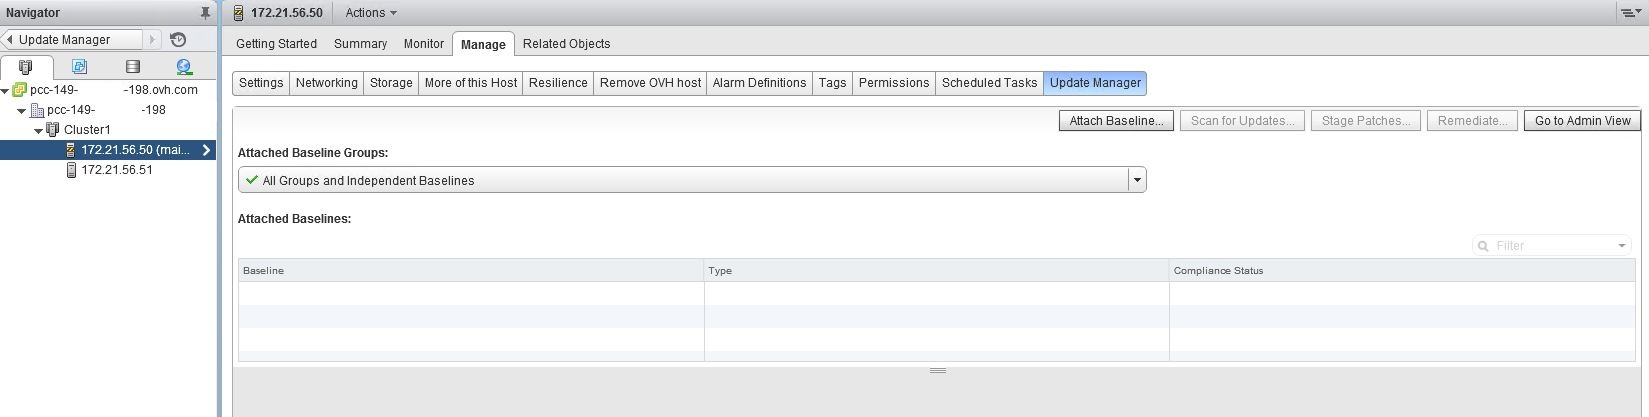 Navigator
172.21.56.50 Actions
Update Manager
Getting Started Summary Monitor Manage Related Objects
Settings Networking Storage More of this Host Resilience Remove OVH host Alarm Definitions Tags Permissions Scheduled Tasks Update Manager
pcc-149- -198.ovh.com
pcc-149- -198
Cluster1
172.21.56.50 (mai...
172.21.56.51
Attach Baseline... Scan for Updates... Stage Patches... Remediate... Go to Admin View
Attached Baseline Groups:
All Groups and Independent Baselines
Attached Baselines:
Filter
Baseline Type Compliance Status